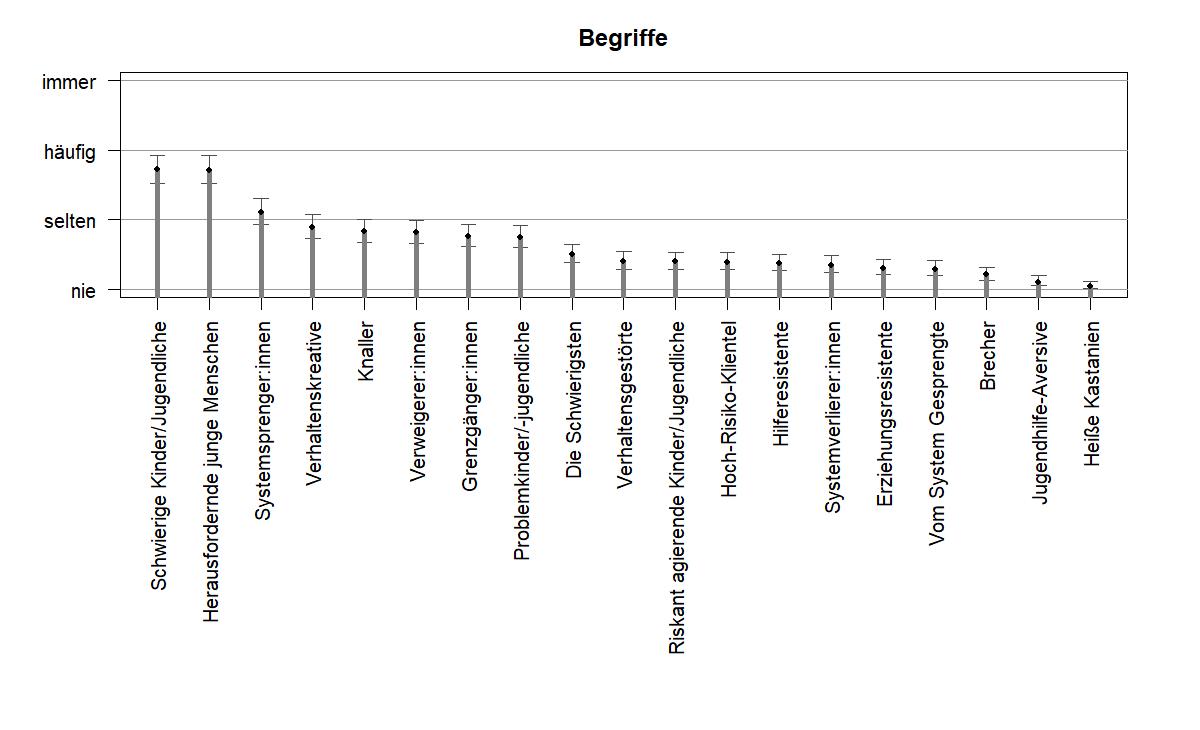 Begriffe
immer
häufig
selten
nie
Schwierige Kinder/Jugendliche
Herausfordernde junge Menschen
Systemsprenger:innen
Verhaltenskreative
Knaller
Verweigerer:innen
Grenzgänger:innen
Problemkinder/-jugendliche
Die Schwierigsten
Verhaltensgestörte
Riskant agierende Kinder/Jugendliche
Hoch-Risiko-Klientel
Hilferesistente
Systemverlierer:innen
Erziehungsresistente
Vom System Gesprengte
Brecher
Jugendhilfe-Aversive
Heiße Kastanien